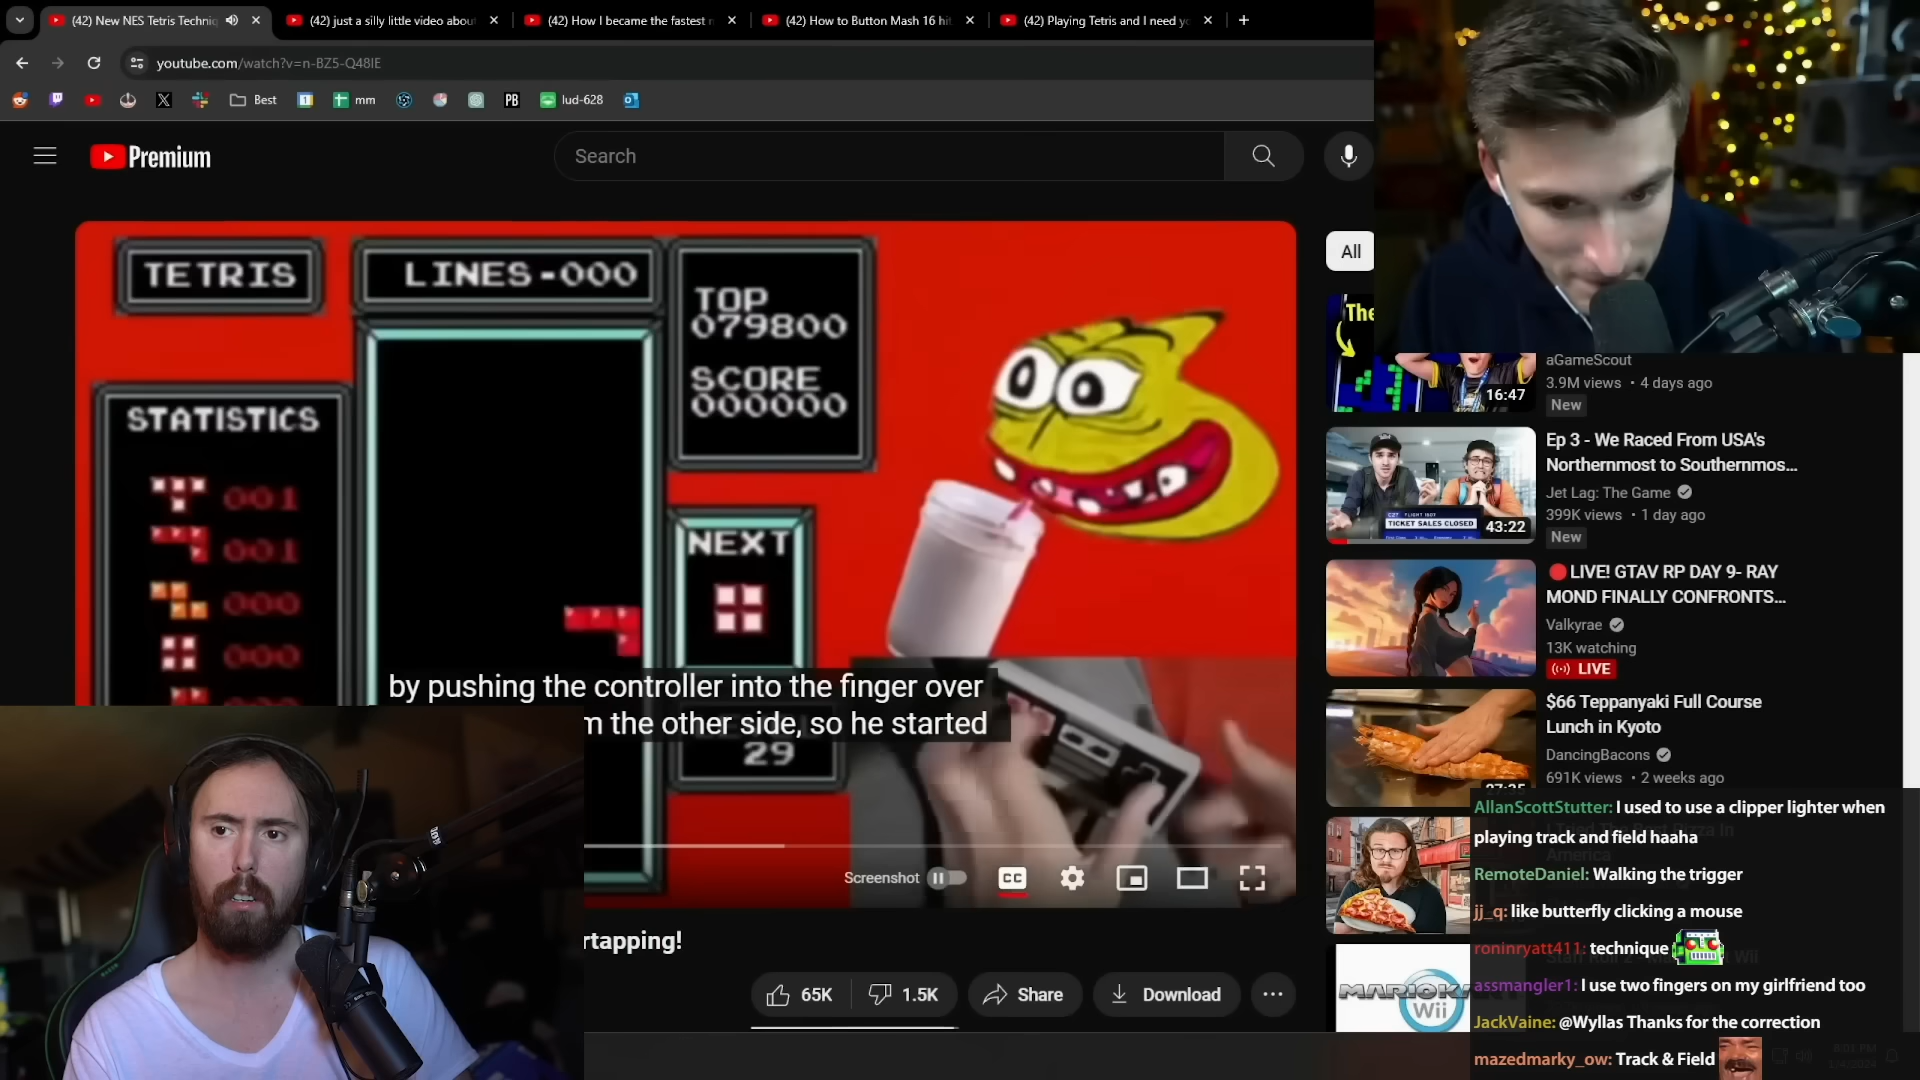 (42) New NES Tetris Techniq
(42) just a silly little video about
(42) How I became the fastest
(42) How to Button Mash 16 hi
(42) Playing Tetris and I need y
youtube.com/watch?v=n-BZ5-Q48IE
Best
mm
PB
lud-628
Premium
Search
TETRIS
LINES-000
TOP
079800
SCORE
000000
STATISTICS
001
001
000
000
NEXT
29
by pushing the controller into the finger over
m the other side, so he started
Screenshot
CC
rtapping!
65K
1.5K
Share
Download
All
The
16:47
aGameScout
3.9M views • 4 days ago
New
TICKET SALES CLOSED
43:22
Ep 3 - We Raced From USA's
Northernmost to Southernmos...
Jet Lag: The Game
399K views • 1 day ago
New
LIVE! GTAV RP DAY 9- RAY
MOND FINALLY CONFRONTS...
Valkyrae
13K watching
LIVE
$66 Teppanyaki Full Course
Lunch in Kyoto
DancingBacons
691K views • 2 weeks ago
MARIOK
Wii
AllanScottStutter: I used to use a clipper lighter when
playing track and field haaha
RemoteDaniel: Walking the trigger
jj_q: like butterfly clicking a mouse
roninryatt411: technique
assmangler1: I use two fingers on my girlfriend too
JackVaine: @Wyllas Thanks for the correction
mazedmarky_ow: Track & Field